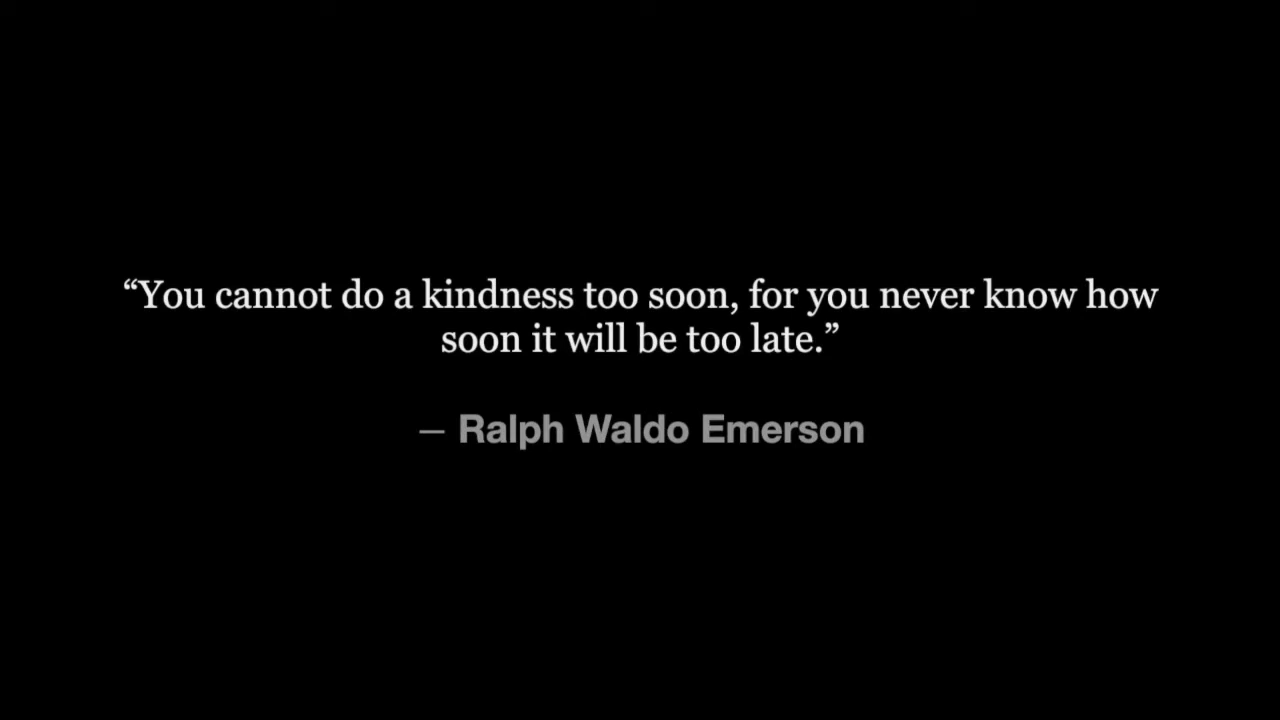 “You cannot do a kindness too soon, for you never know how
soon it will be too late.”
— Ralph Waldo Emerson